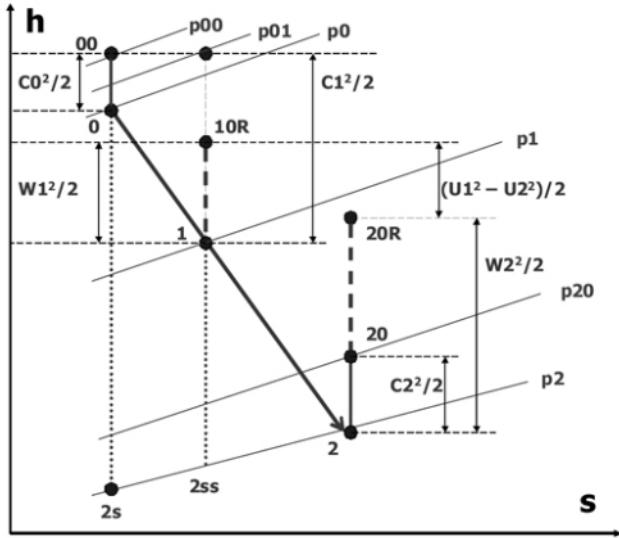 h
p00
p01
p0
00
C0²/2
C1²/2
0
10R
p1
W1²/2
(U1² – U2²)/2
1
20R
W2²/2
p20
20
C2²/2
p2
2
2s
2ss
s